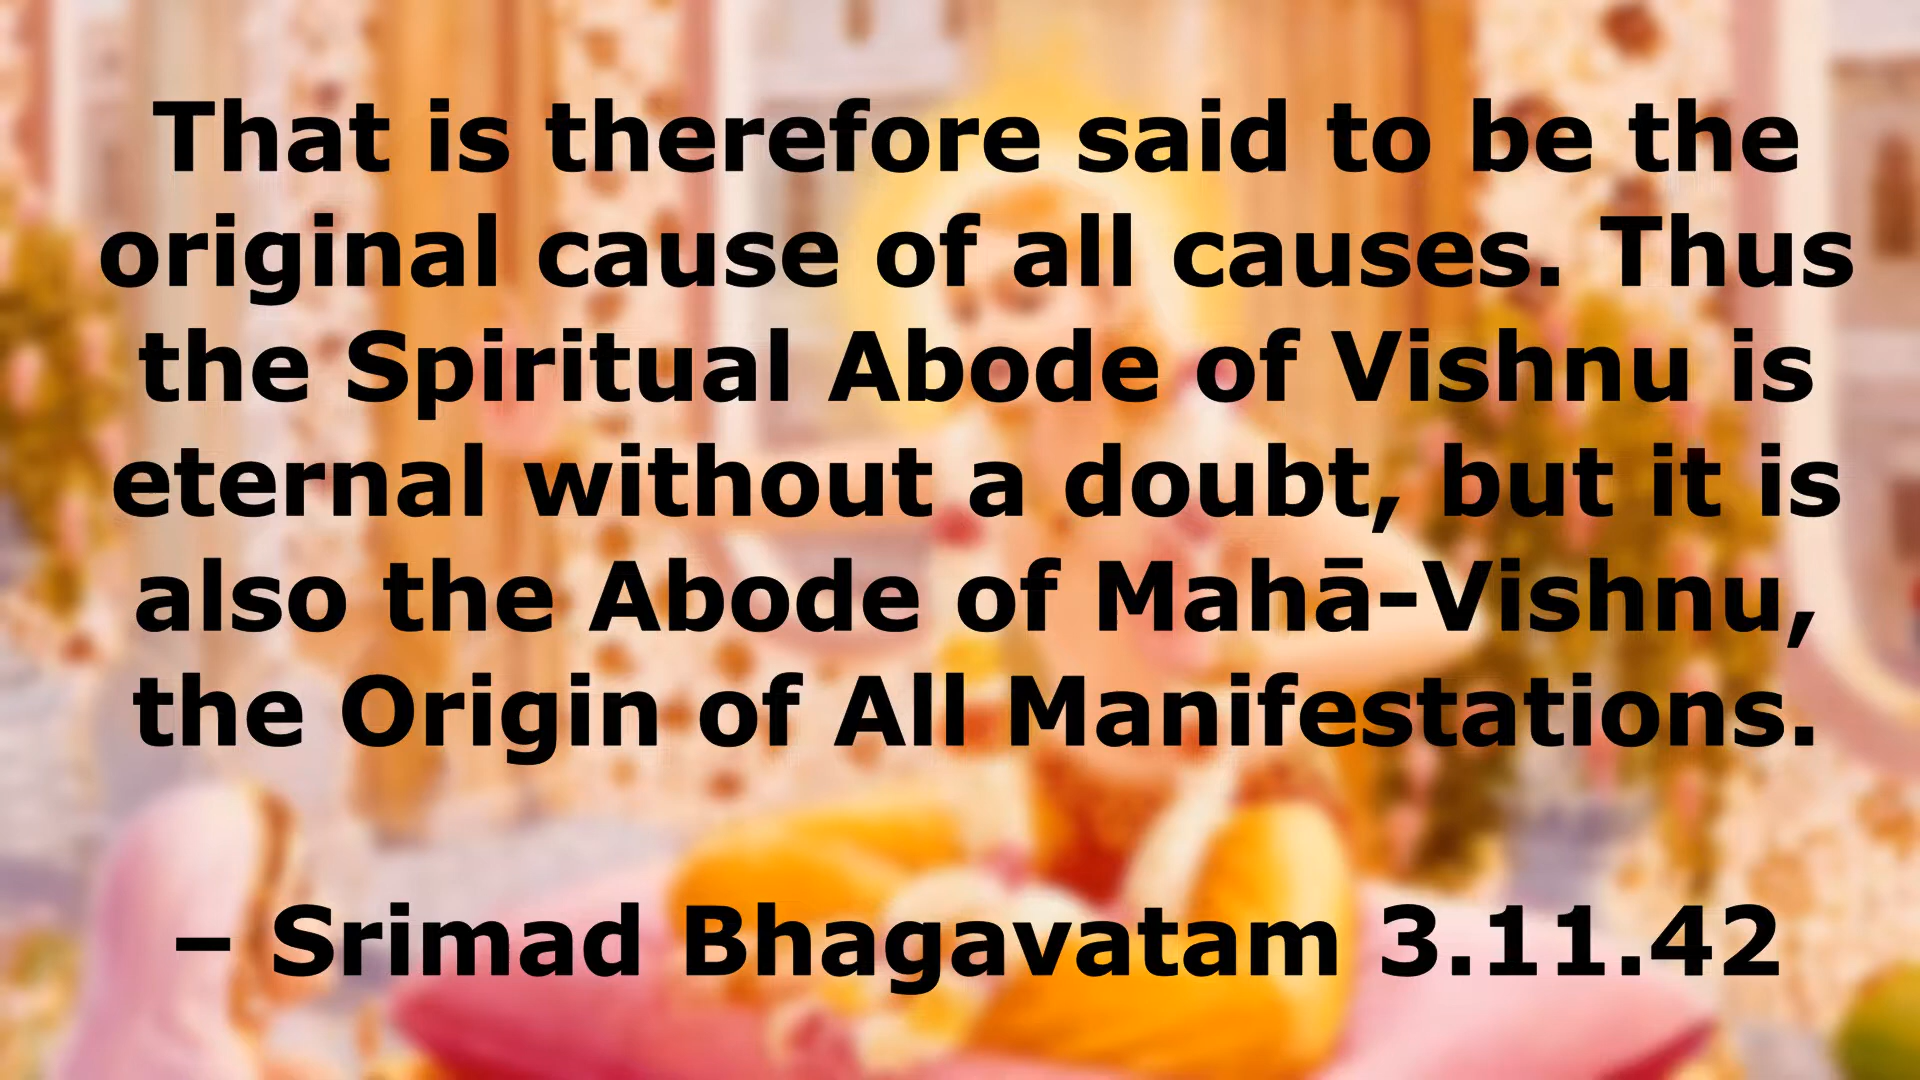 That is therefore said to be the
original cause of all causes. Thus
the Spiritual Abode of Vishnu is
eternal without a doubt, but it is
also the Abode of Mahā-Vishnu,
the Origin of All Manifestations.
– Srimad Bhagavatam 3.11.42